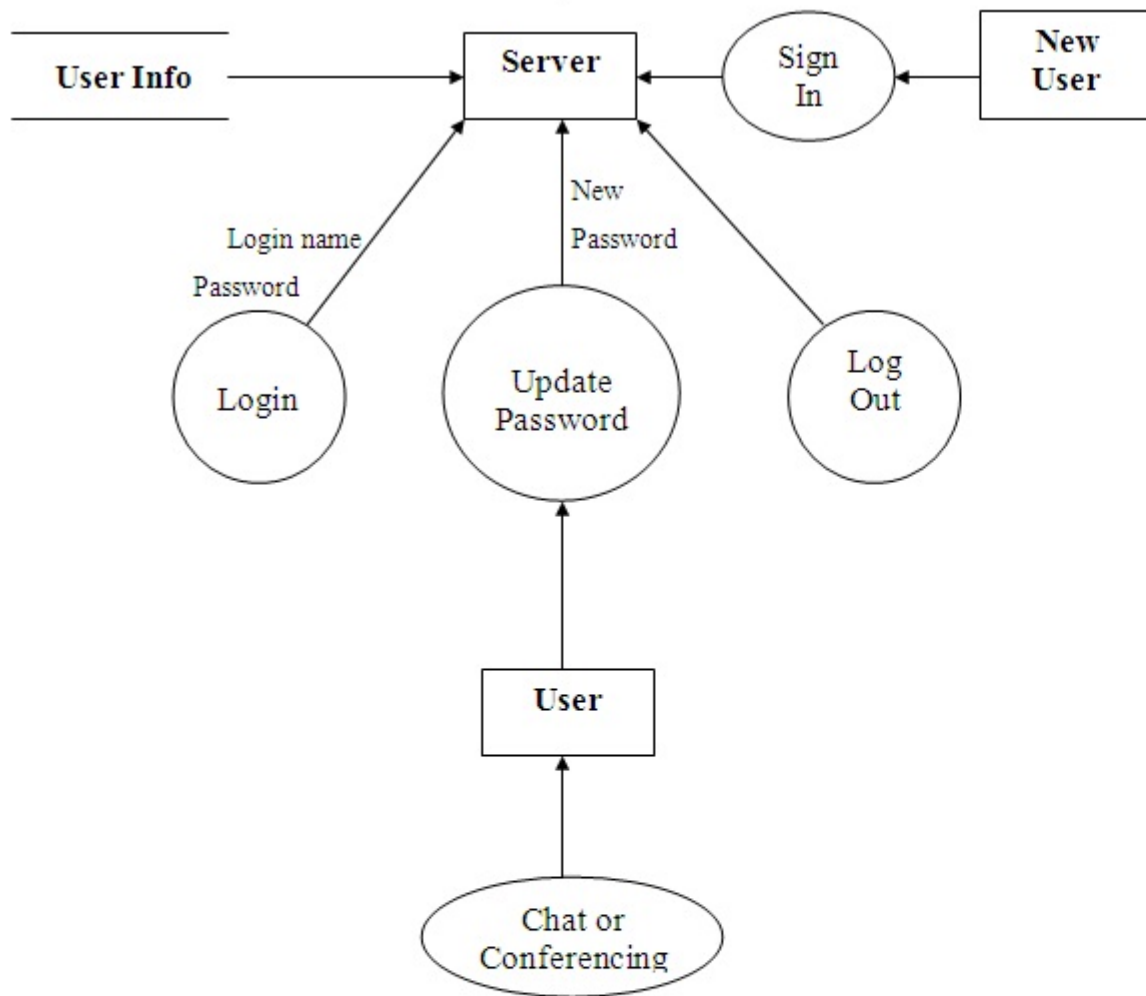 User Info
Server
Sign
In
New
User
Login name
Password
New
Password
Login
Update
Password
Log
Out
User
Chat or
Conferencing